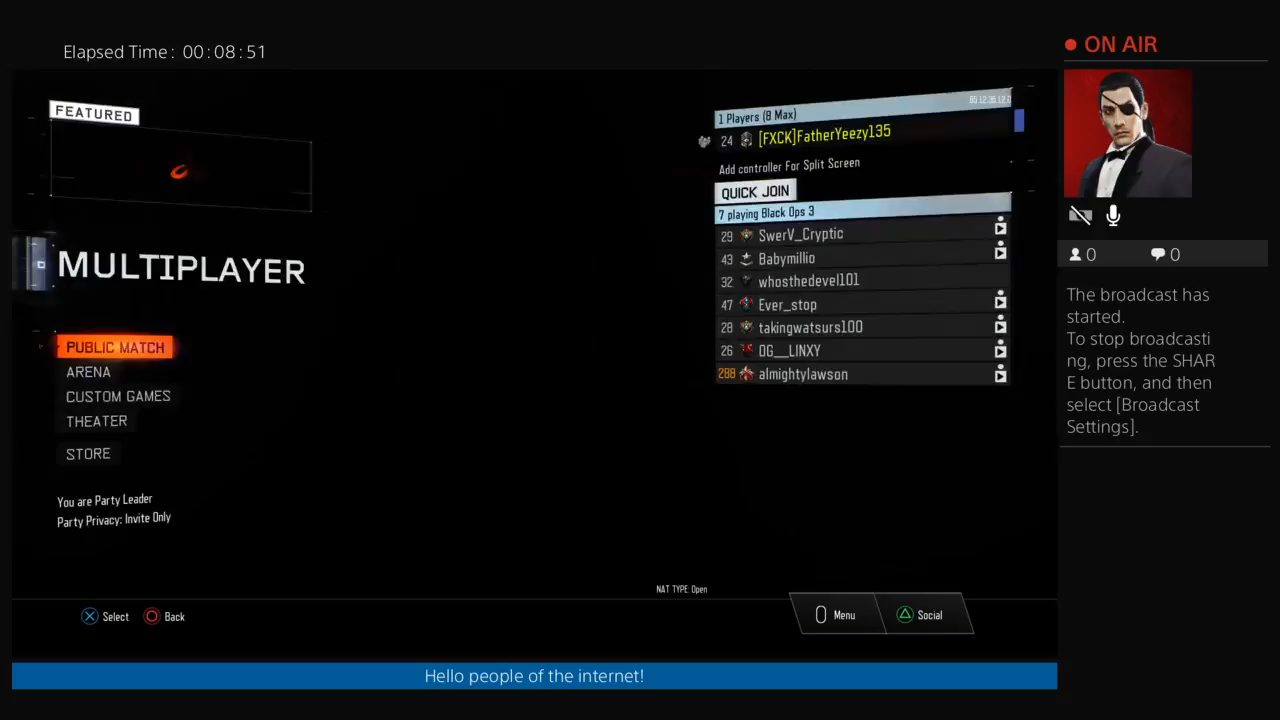 Elapsed Time: 00:08:51
ON AIR
FEATURED
1 Players (8 Max)
24 [FXCK]FatherYeezy135
Add controller For Split Screen
QUICK JOIN
7 playing Black Ops 3
29 SwerV_Cryptic
43 Babymillio
32 whosthedevel101
47 Ever_stop
28 takingwatsurs100
26 OG__LINXY
288 almightylawson
MULTIPLAYER
PUBLIC MATCH
ARENA
CUSTOM GAMES
THEATER
STORE
You are Party Leader
Party Privacy: Invite Only
NAT TYPE: Open
Select Back
Menu Social
Hello people of the internet!
0 0
The broadcast has
started.
To stop broadcasti
ng, press the SHAR
E button, and then
select [Broadcast
Settings].